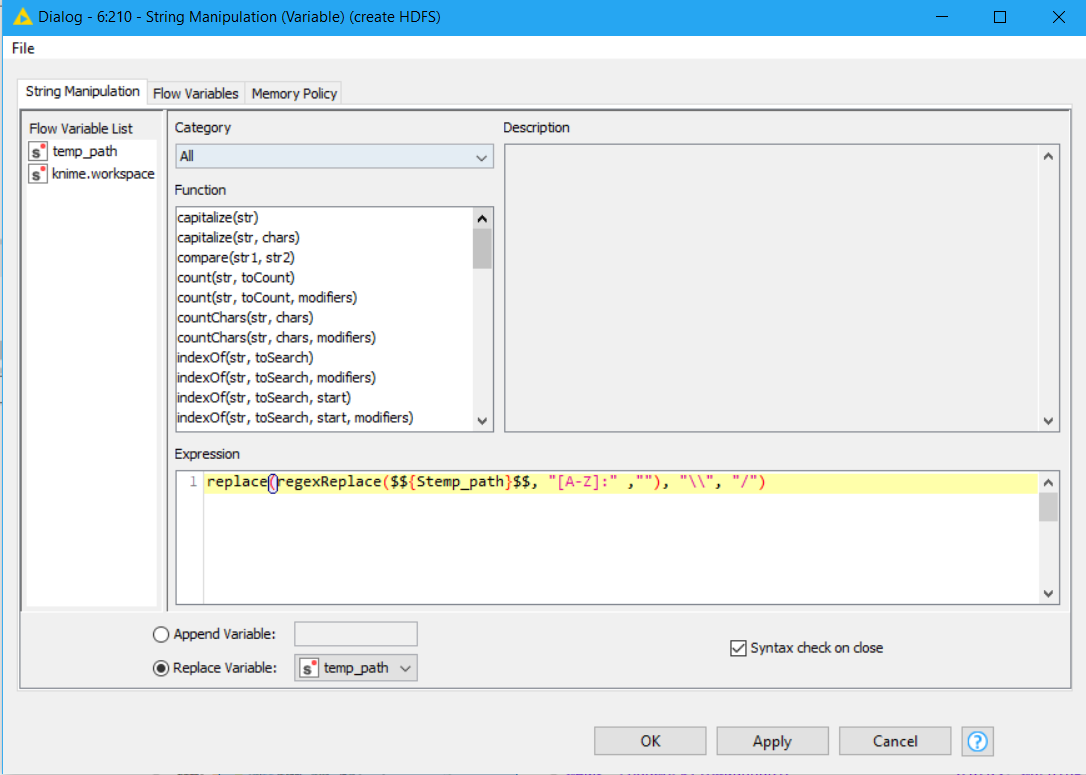 Dialog - 6:210 - String Manipulation (Variable) (create HDFS)
File
String Manipulation
Flow Variables
Memory Policy
Flow Variable List
s temp_path
s knime.workspace
Category
All
Function
capitalize(str)
capitalize(str, chars)
compare(str1, str2)
count(str, toCount)
count(str, toCount, modifiers)
countChars(str, chars)
countChars(str, chars, modifiers)
indexOf(str, toSearch)
indexOf(str, toSearch, modifiers)
indexOf(str, toSearch, start)
indexOf(str, toSearch, start, modifiers)
Description
Expression
1 replace(regexReplace($${Stemp_path}$$, "[A-Z]:" ,""), "\\", "/")
Append Variable:
Replace Variable: s temp_path
Syntax check on close
OK
Apply
Cancel
?